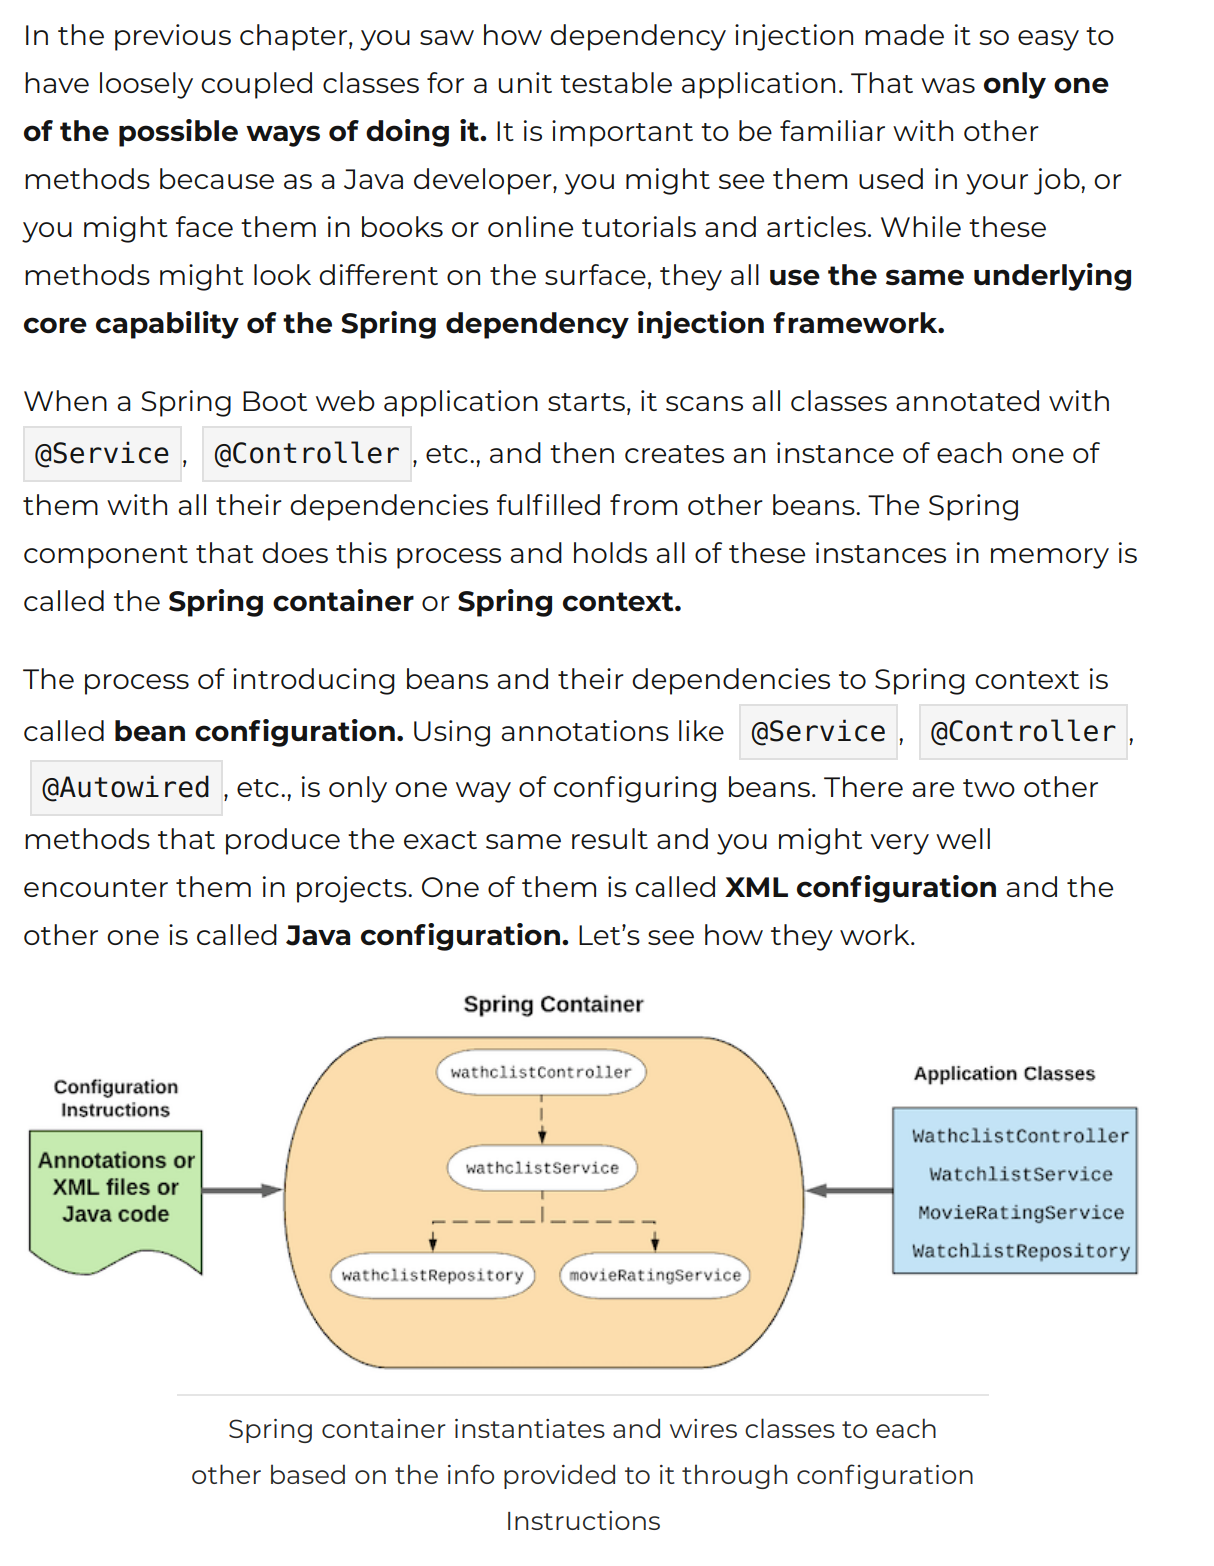 In the previous chapter, you saw how dependency injection made it so easy to
have loosely coupled classes for a unit testable application. That was only one
of the possible ways of doing it. It is important to be familiar with other
methods because as a Java developer, you might see them used in your job, or
you might face them in books or online tutorials and articles. While these
methods might look different on the surface, they all use the same underlying
core capability of the Spring dependency injection framework.
When a Spring Boot web application starts, it scans all classes annotated with
@Service, @Controller, etc., and then creates an instance of each one of
them with all their dependencies fulfilled from other beans. The Spring
component that does this process and holds all of these instances in memory is
called the Spring container or Spring context.
The process of introducing beans and their dependencies to Spring context is
called bean configuration. Using annotations like @Service, @Controller,
@Autowired, etc., is only one way of configuring beans. There are two other
methods that produce the exact same result and you might very well
encounter them in projects. One of them is called XML configuration and the
other one is called Java configuration. Let’s see how they work.
Spring Container
Configuration
Instructions
Annotations or
XML files or
Java code
wathclistController
wathclistService
wathclistRepository
movieRatingService
Application Classes
WathclistController
WatchlistService
MovieRatingService
WatchlistRepository
Spring container instantiates and wires classes to each
other based on the info provided to it through configuration
Instructions